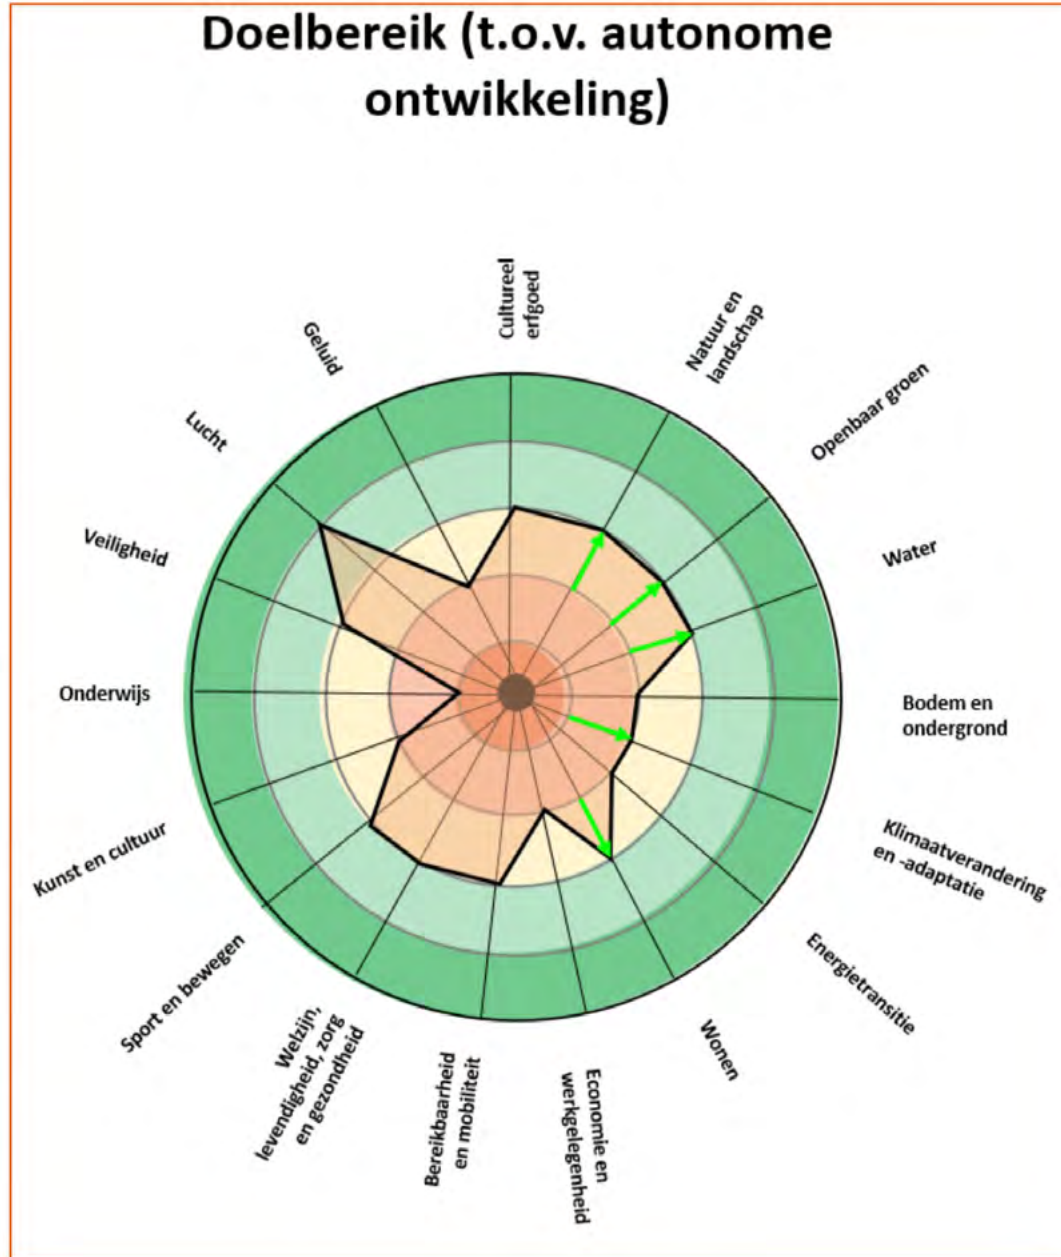 Doelbereik (t.o.v. autonome
ontwikkeling)
Cultureel
erfgoed
Natuur en
landschap
Openbaar groen
Water
Bodem en
ondergrond
Klimaatverandering
en -adaptatie
Energietransitie
Wonen
Economie en
werkgelegenheid
Bereikbaarheid
en mobiliteit
Welzijn,
levendigheid, zorg
en gezondheid
Sport en bewegen
Kunst en cultuur
Onderwijs
Veiligheid
Lucht
Geluid